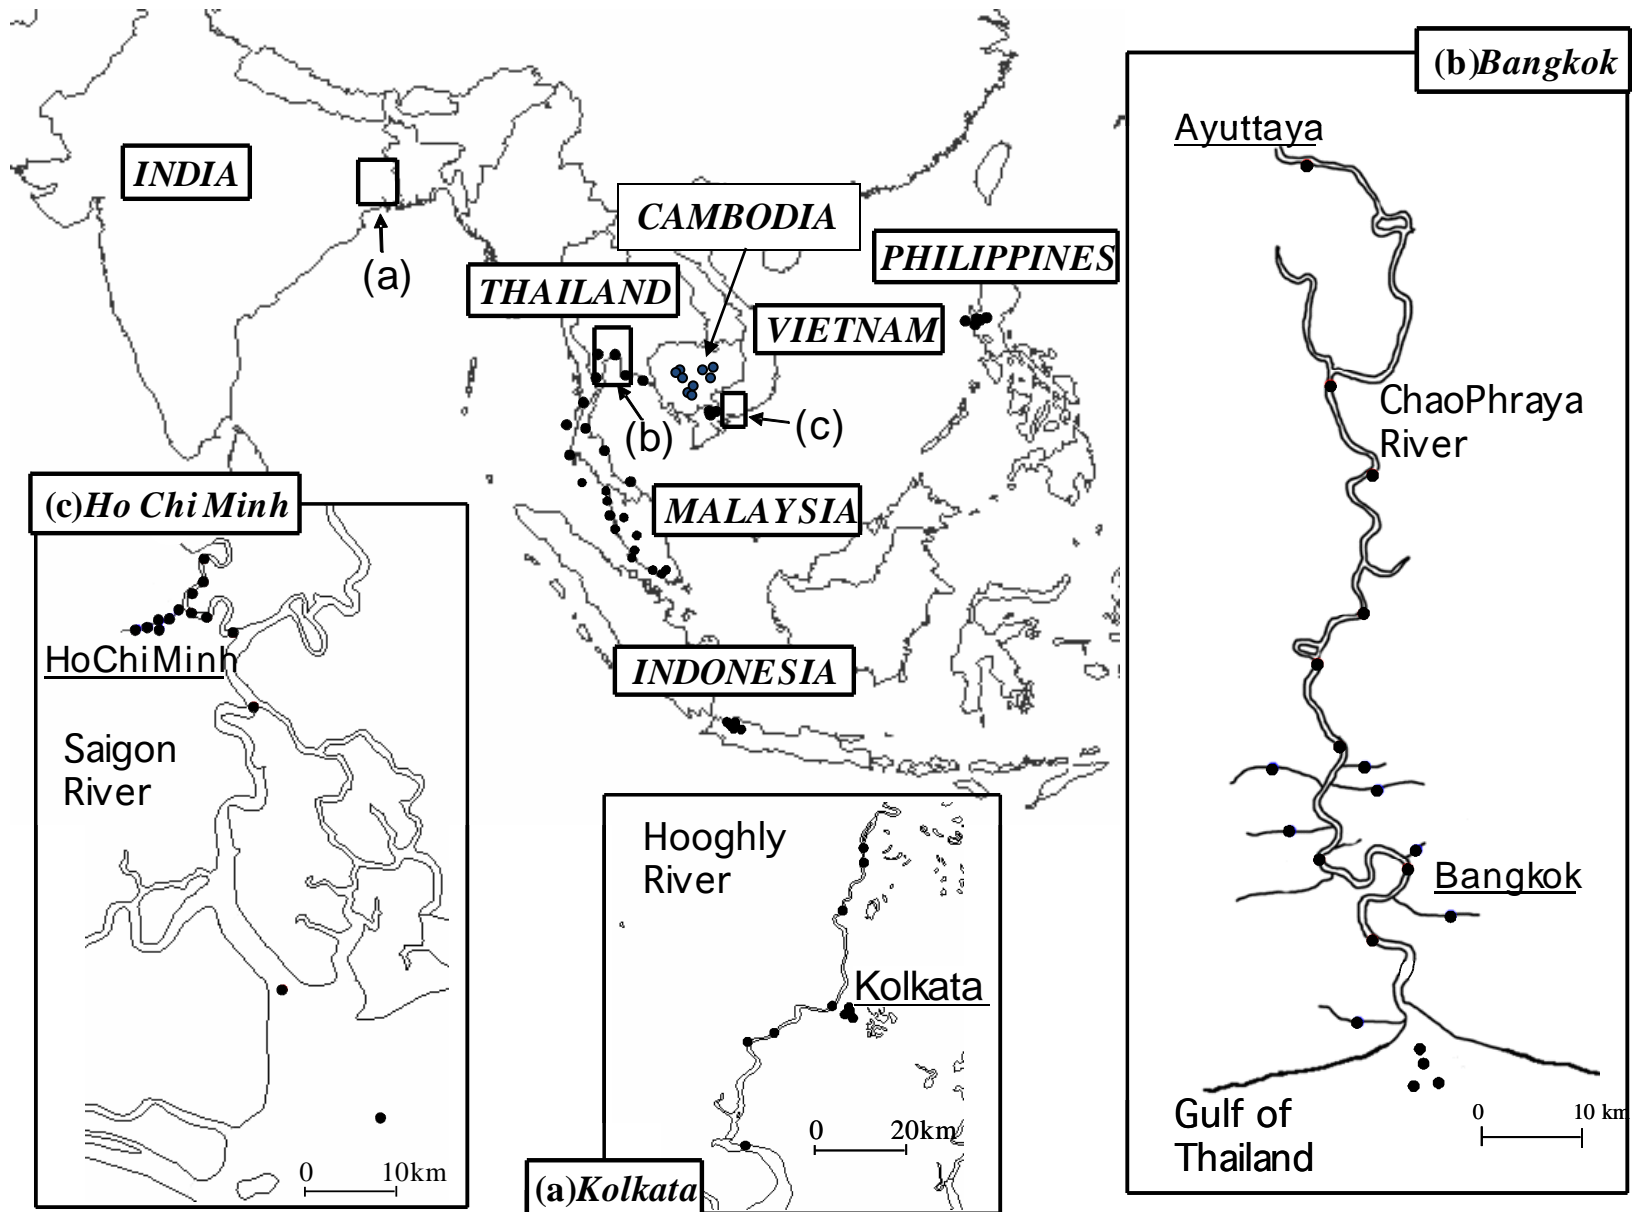 (b)Bangkok
Ayuttaya
INDIA
CAMBODIA
PHILIPPINES
(a)
THAILAND
VIETNAM
ChaoPhraya
River
(b)
(c)
(c)Ho Chi Minh
MALAYSIA
HoChiMinh
INDONESIA
Saigon
River
Hooghly
River
Bangkok
Kolkata
Gulf of
Thailand
0 10 km
0 20km
0 10km
(a)Kolkata